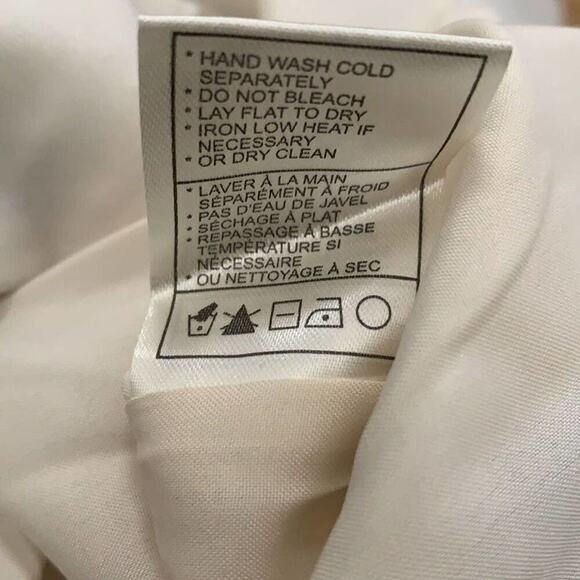 * HAND WASH COLD
SEPARATELY
* DO NOT BLEACH
* LAY FLAT TO DRY
* IRON LOW HEAT IF
NECESSARY
* OR DRY CLEAN
* LAVER À LA MAIN
SÉPARÉMENT À FROID
* PAS D'EAU DE JAVEL
* SÉCHAGE À PLAT
* REPASSAGE À BASSE
TEMPÉRATURE SI
NÉCESSAIRE
* OU NETTOYAGE À SEC